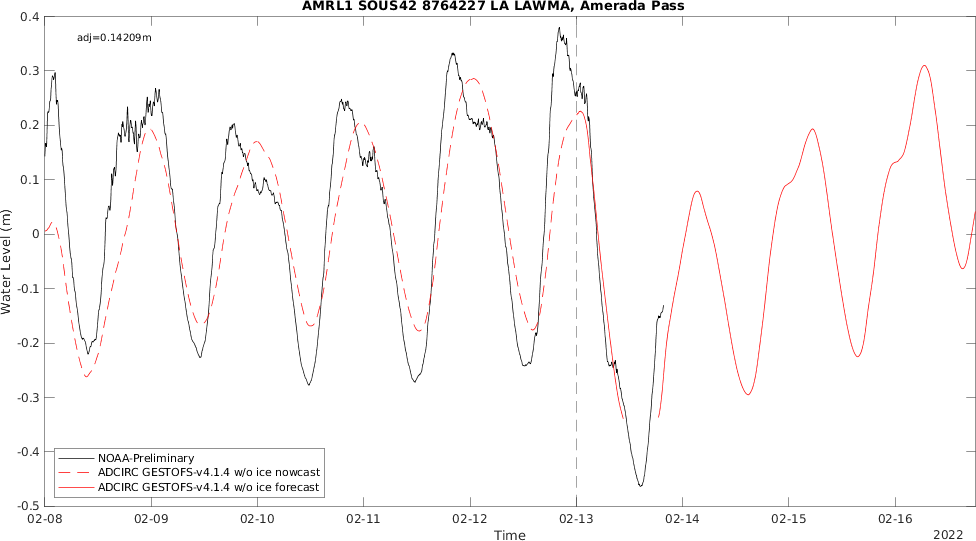 AMRL1 SOUS42 8764227 LA LAWMA, Amerada Pass
adj=0.14209m
0.4
0.3
0.2
0.1
0
-0.1
-0.2
-0.3
-0.4
-0.5
Water Level (m)
NOAA-Preliminary
ADCIRC GESTOFS-v4.1.4 w/o ice nowcast
ADCIRC GESTOFS-v4.1.4 w/o ice forecast
02-08 02-09 02-10 02-11 02-12 02-13 02-14 02-15 02-16
Time
2022